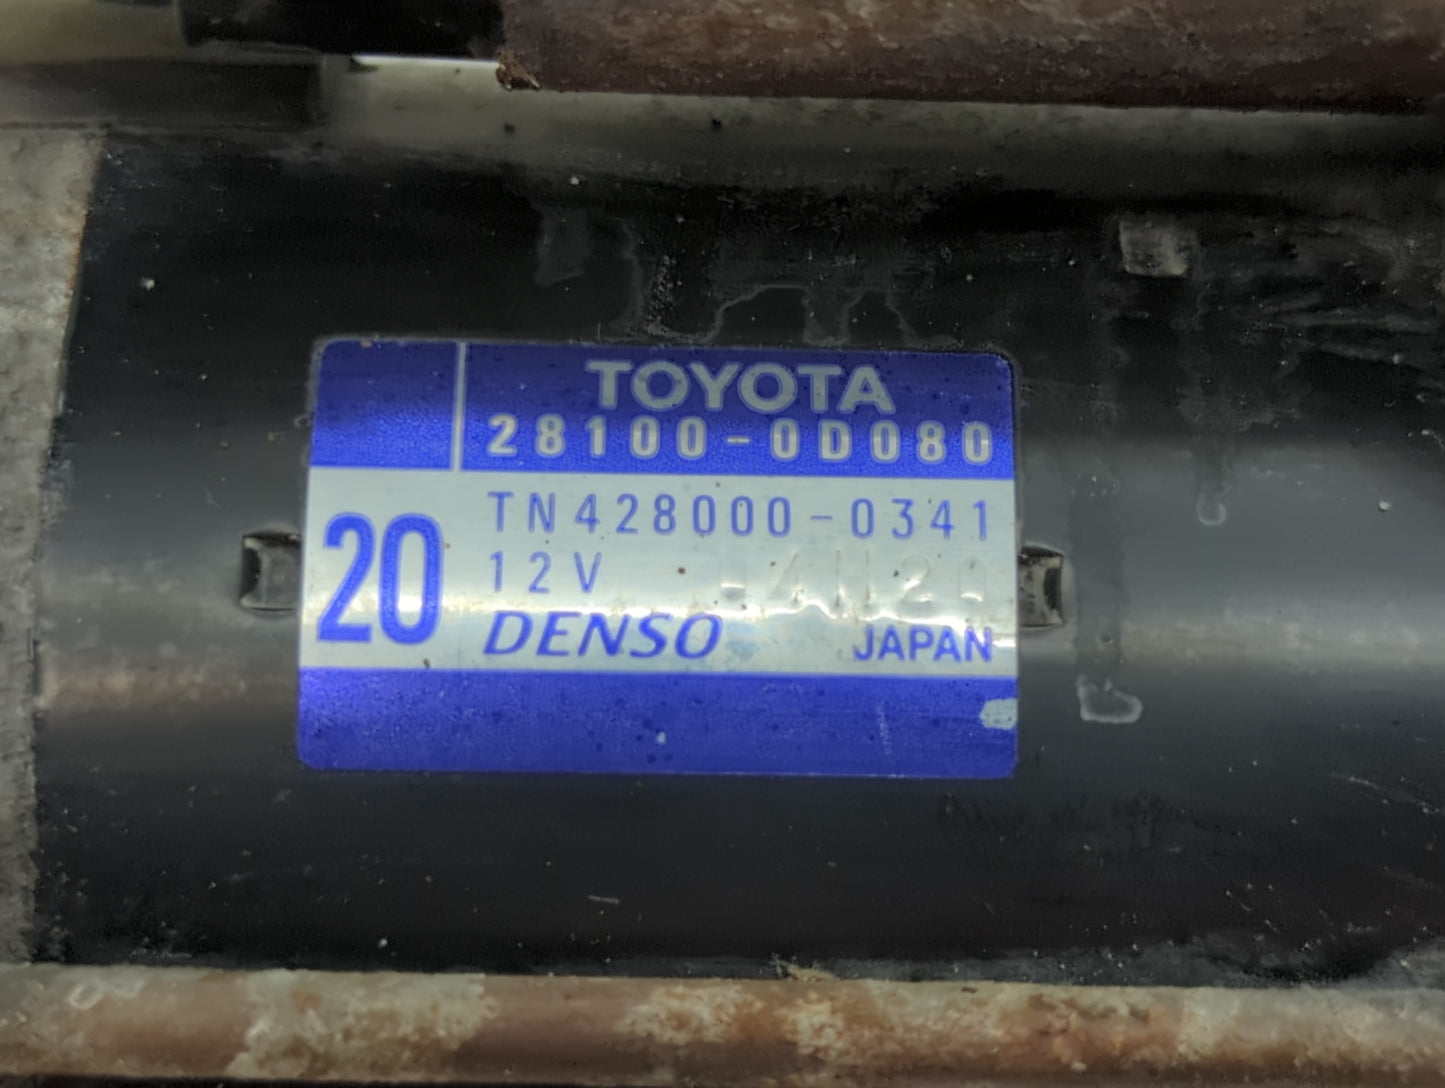 TOYOTA
28100-0D080
TN428000-0341
20
12V
DENSO JAPAN